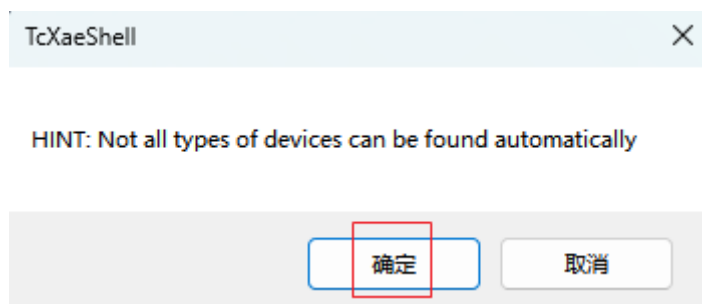 TcXaeShell
HINT: Not all types of devices can be found automatically
确定
取消